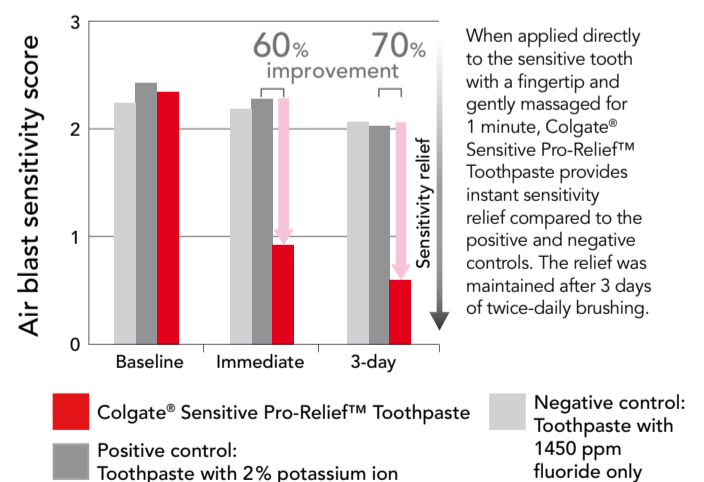 Air blast sensitivity score
3
2
1
0
60%
70%
improvement
Sensitivity relief
Baseline
Immediate
3-day
When applied directly
to the sensitive tooth
with a fingertip and
gently massaged for
1 minute, Colgate®
Sensitive Pro-Relief™
Toothpaste provides
instant sensitivity
relief compared to the
positive and negative
controls. The relief was
maintained after 3 days
of twice-daily brushing.
Colgate® Sensitive Pro-Relief™ Toothpaste
Positive control:
Toothpaste with 2% potassium ion
Negative control:
Toothpaste with
1450 ppm
fluoride only